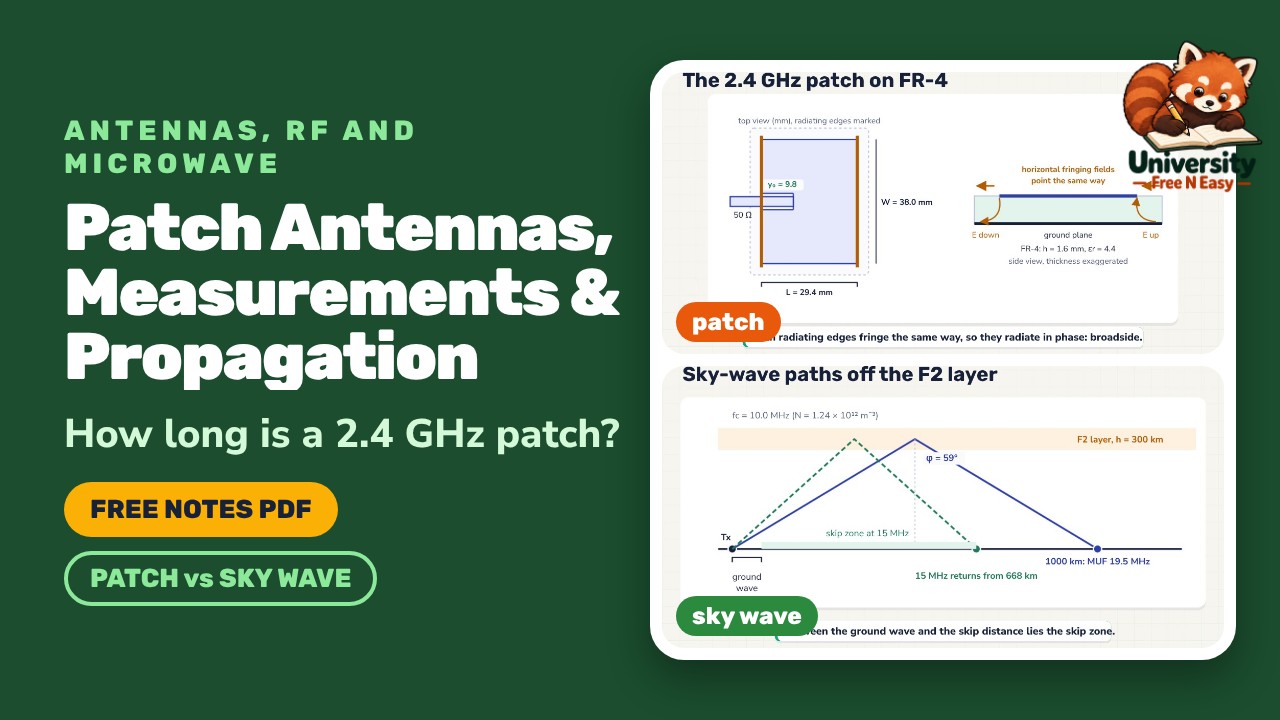 ANTENNAS, RF AND
MICROWAVE
Patch Antennas,
Measurements &
Propagation
How long is a 2.4 GHz patch?
FREE NOTES PDF
PATCH vs SKY WAVE
The 2.4 GHz patch on FR-4
top view (mm), radiating edges marked
y₀ = 9.8
50 Ω
W = 38.0 mm
L = 29.4 mm
horizontal fringing fields
point the same way
E down
ground plane
E up
FR-4: h = 1.6 mm, εr = 4.4
side view, thickness exaggerated
patch
radiating edges fringe the same way, so they radiate in phase: broadside.
University
Free N Easy
Sky-wave paths off the F2 layer
fc = 10.0 MHz (N = 1.24 × 10¹² m⁻³)
F2 layer, h = 300 km
φ = 59°
Tx
skip zone at 15 MHz
ground
wave
1000 km: MUF 19.5 MHz
15 MHz returns from 668 km
sky wave
the ground wave and the skip distance lies the skip zone.